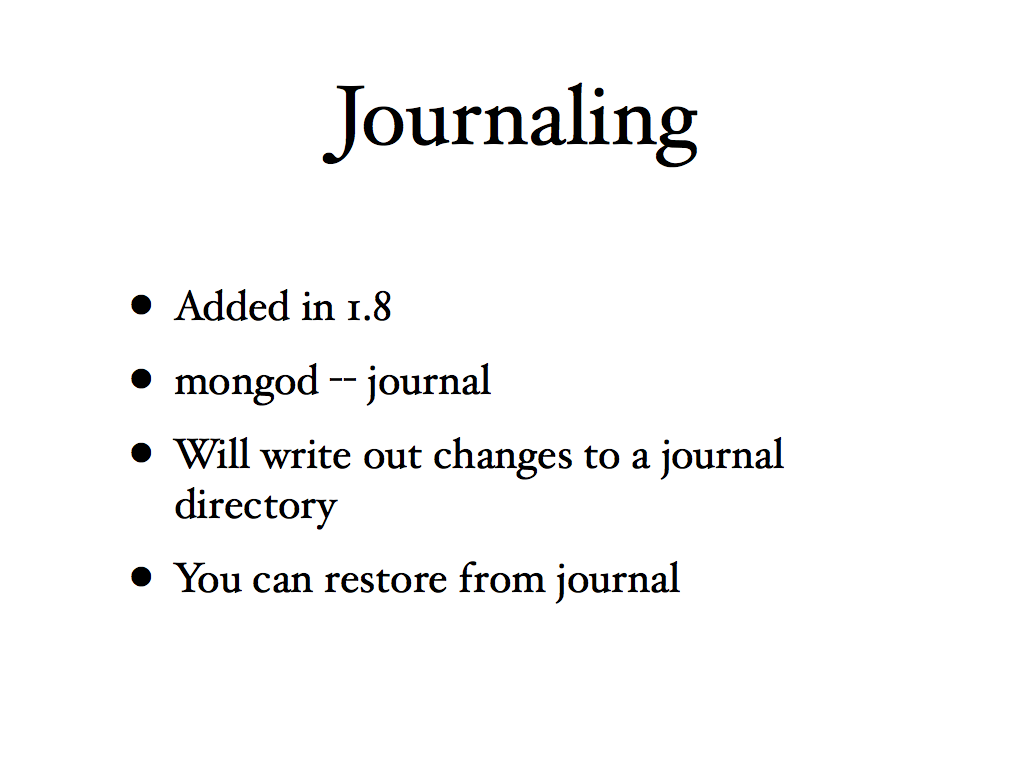 Journaling
• Added in 1.8
• mongod -- journal
• Will write out changes to a journal
directory
• You can restore from journal